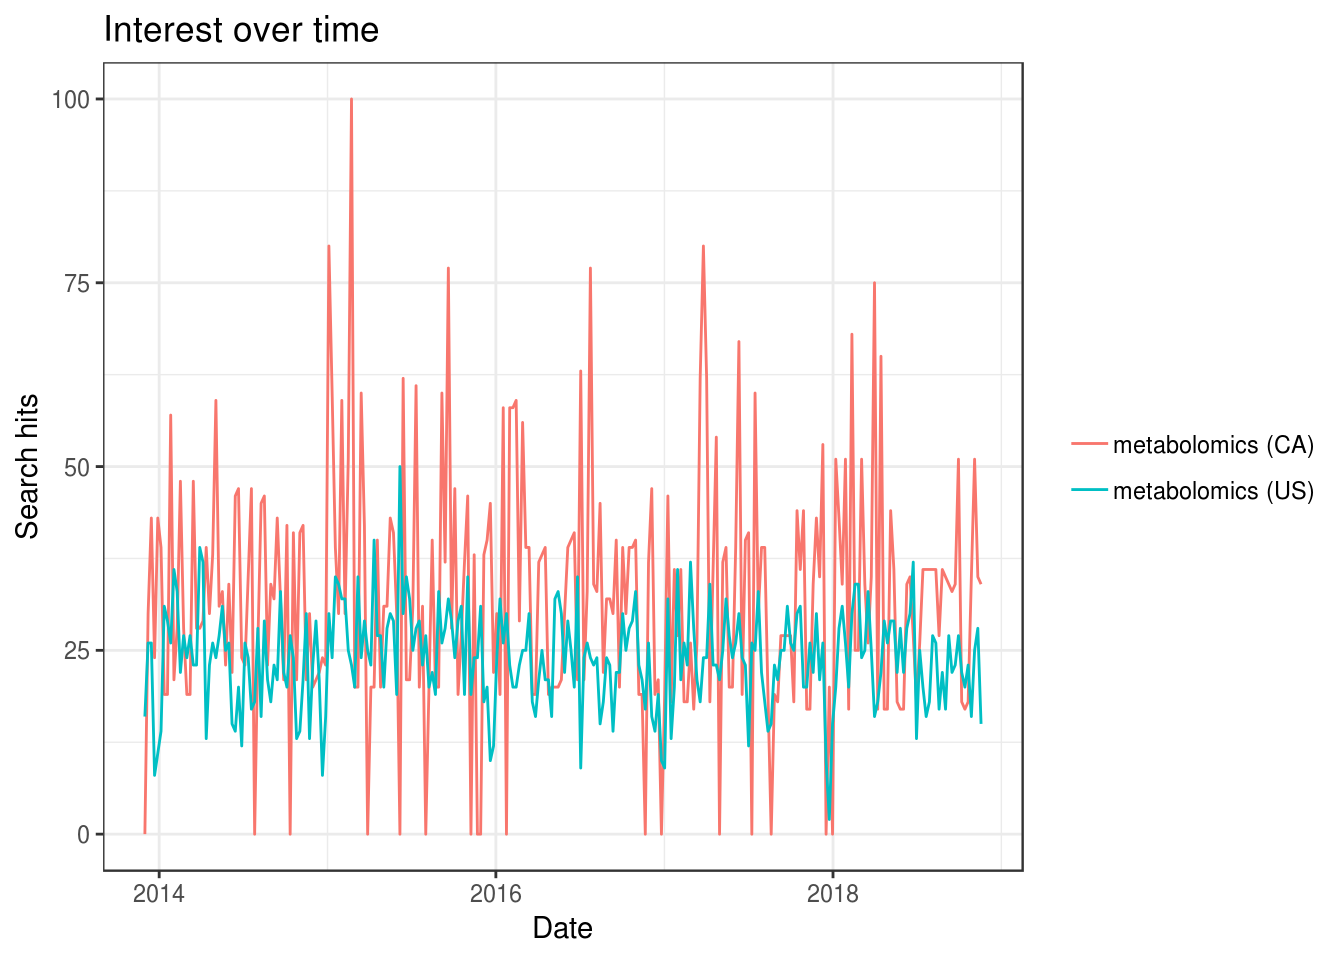 Interest over time
100
75
50
25
0
Search hits
2014
2016
2018
Date
metabolomics (CA)
metabolomics (US)